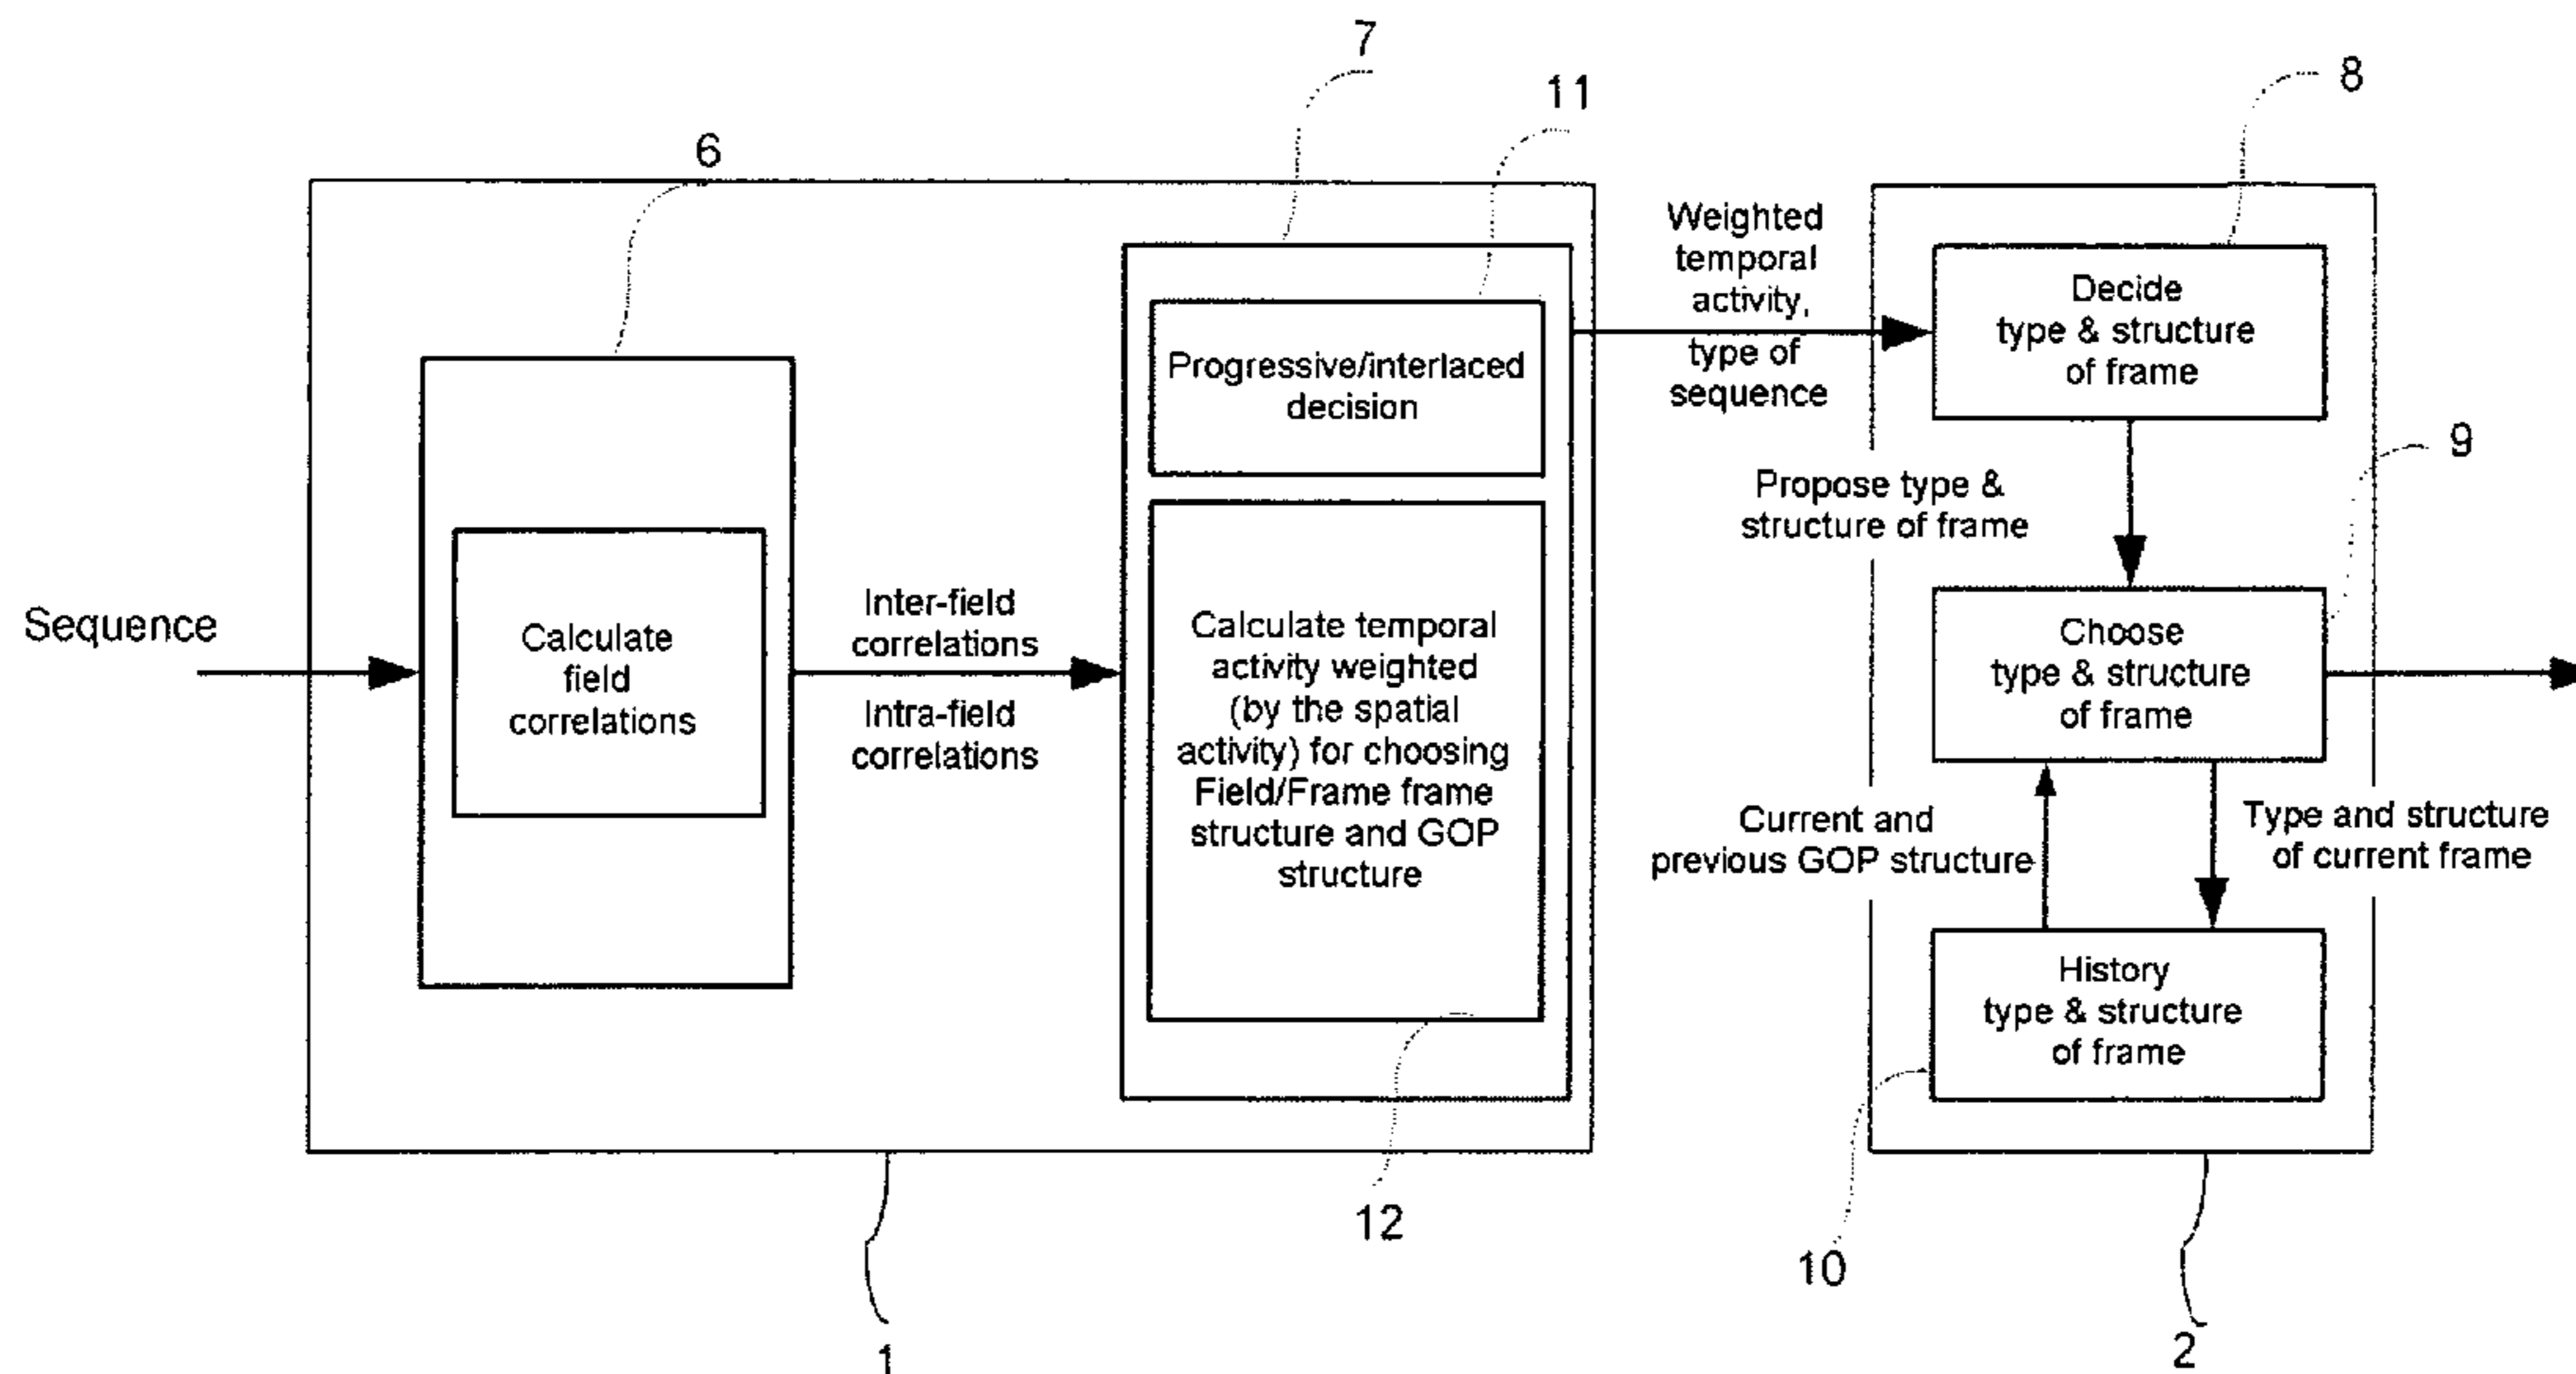 7
11
8
6
Weighted
temporal
activity,
type of
sequence
Decide
type & structure
of frame
Progressive/interlaced
decision
9
Propose type &
structure of frame
Sequence
Calculate
field
correlations
Inter-field
correlations
Intra-field
correlations
Calculate temporal
activity weighted
(by the spatial
activity) for choosing
Field/Frame frame
structure and GOP
structure
Choose
type & structure
of frame
Current and
previous GOP structure
Type and structure
of current frame
History
type & structure
of frame
12
10
1
2